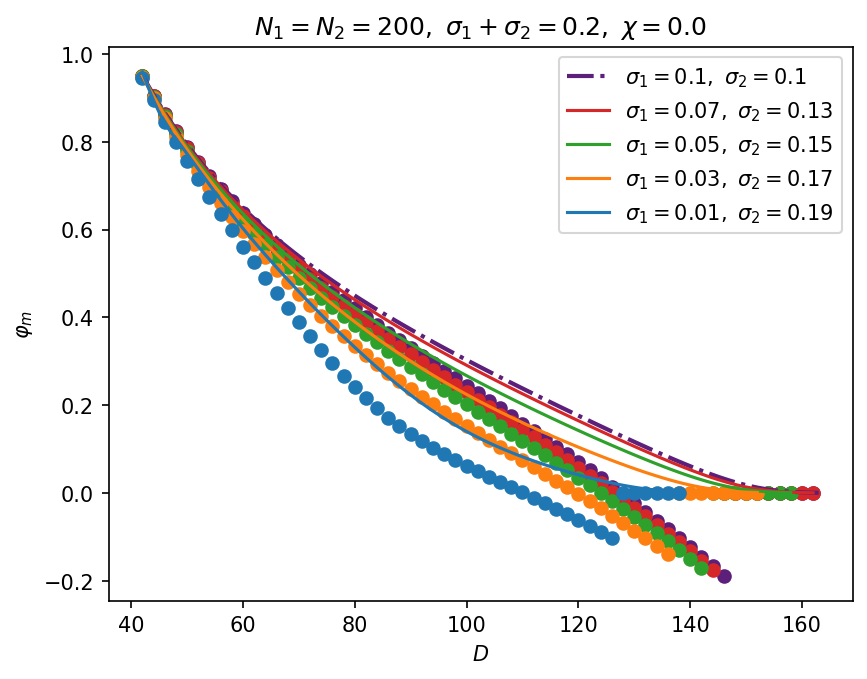 N₁ = N₂ = 200, σ₁ + σ₂ = 0.2, χ = 0.0
σ₁ = 0.1, σ₂ = 0.1
σ₁ = 0.07, σ₂ = 0.13
σ₁ = 0.05, σ₂ = 0.15
σ₁ = 0.03, σ₂ = 0.17
σ₁ = 0.01, σ₂ = 0.19
1.0
0.8
0.6
0.4
0.2
0.0
−0.2
φₘ
40 60 80 100 120 140 160
D